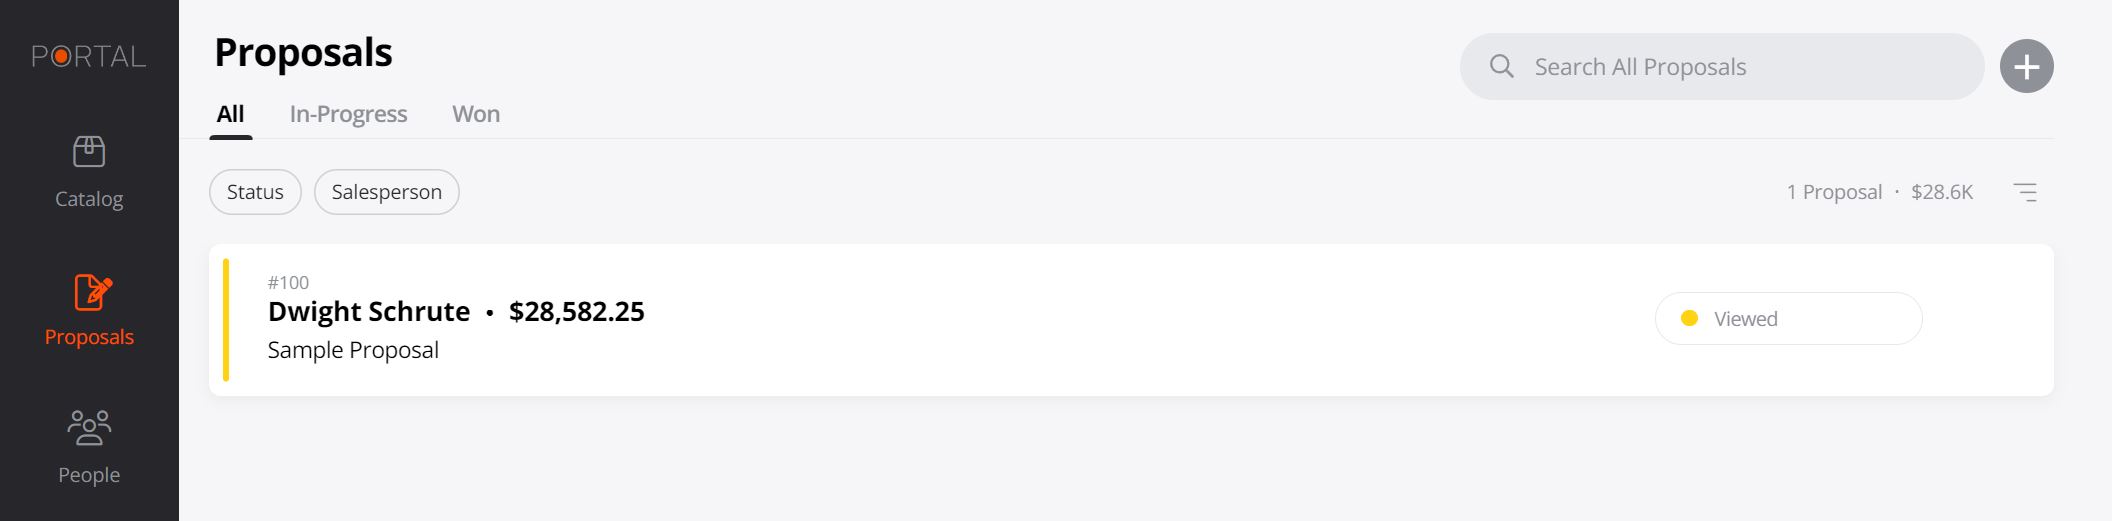 PORTAL
Catalog
Proposals
People
Proposals
Search All Proposals
All In-Progress Won
Status Salesperson
1 Proposal · $28.6K
#100
Dwight Schrute • $28,582.25
Sample Proposal
Viewed